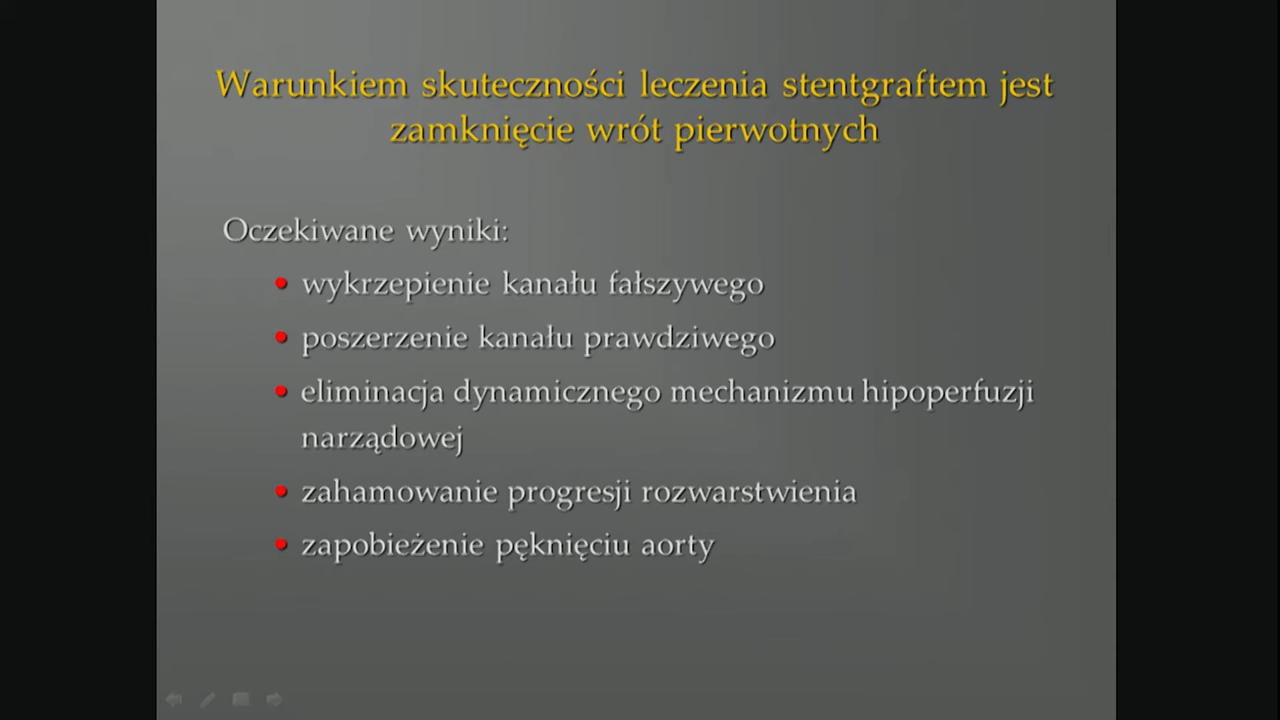 Warunkiem skuteczności leczenia stentgraftem jest
zamknięcie wrót pierwotnych
Oczekiwane wyniki:
• wykrzepienie kanału fałszywego
• poszerzenie kanału prawdziwego
• eliminacja dynamicznego mechanizmu hipoperfuzji
narządowej
• zahamowanie progresji rozwarstwienia
• zapobieżenie pęknięciu aorty